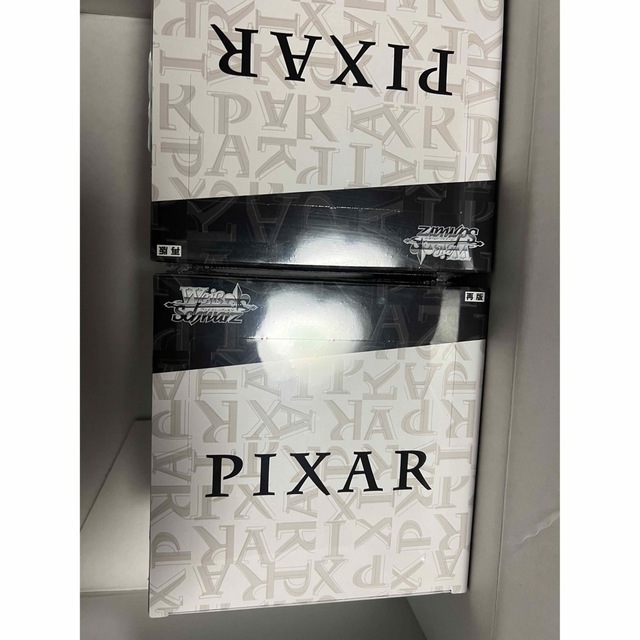 PIXAR
再版
Weiß Schwarz
Weiß
Schwarz
再版
PIXAR